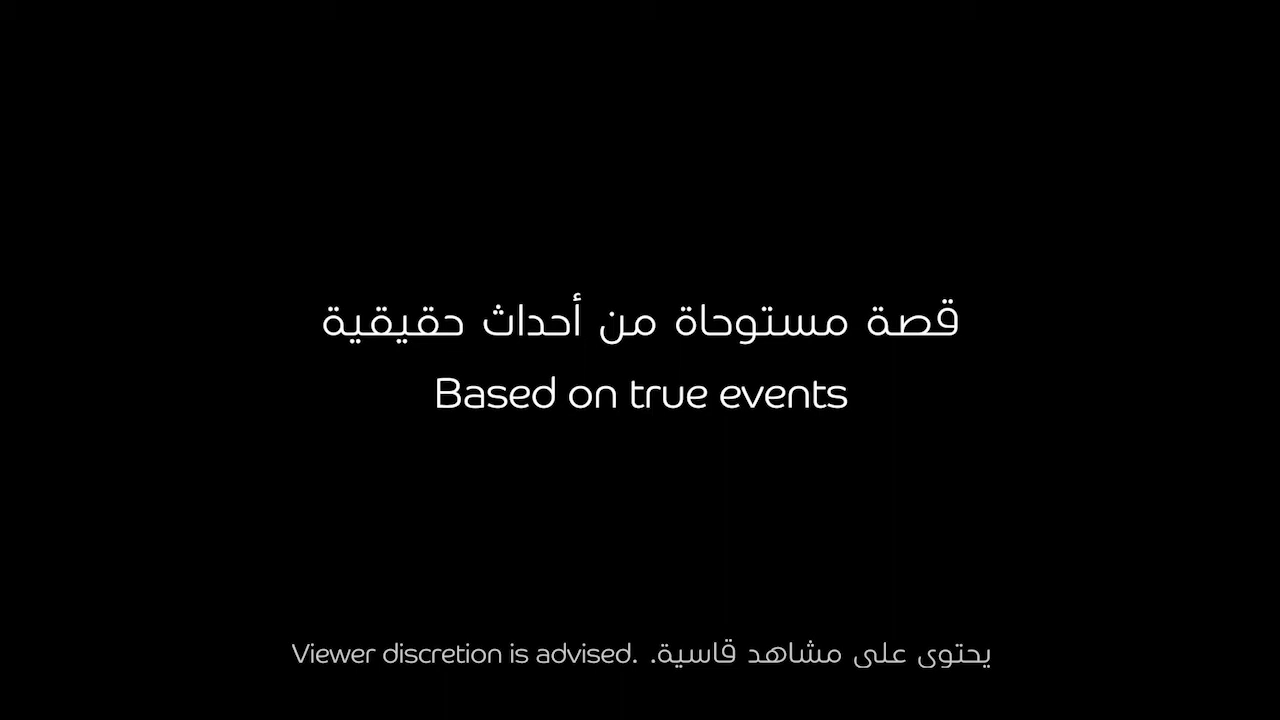 قصة مستوحاة من أحداث حقيقية
Based on true events
Viewer discretion is advised. يحتوى على مشاهد قاسية.